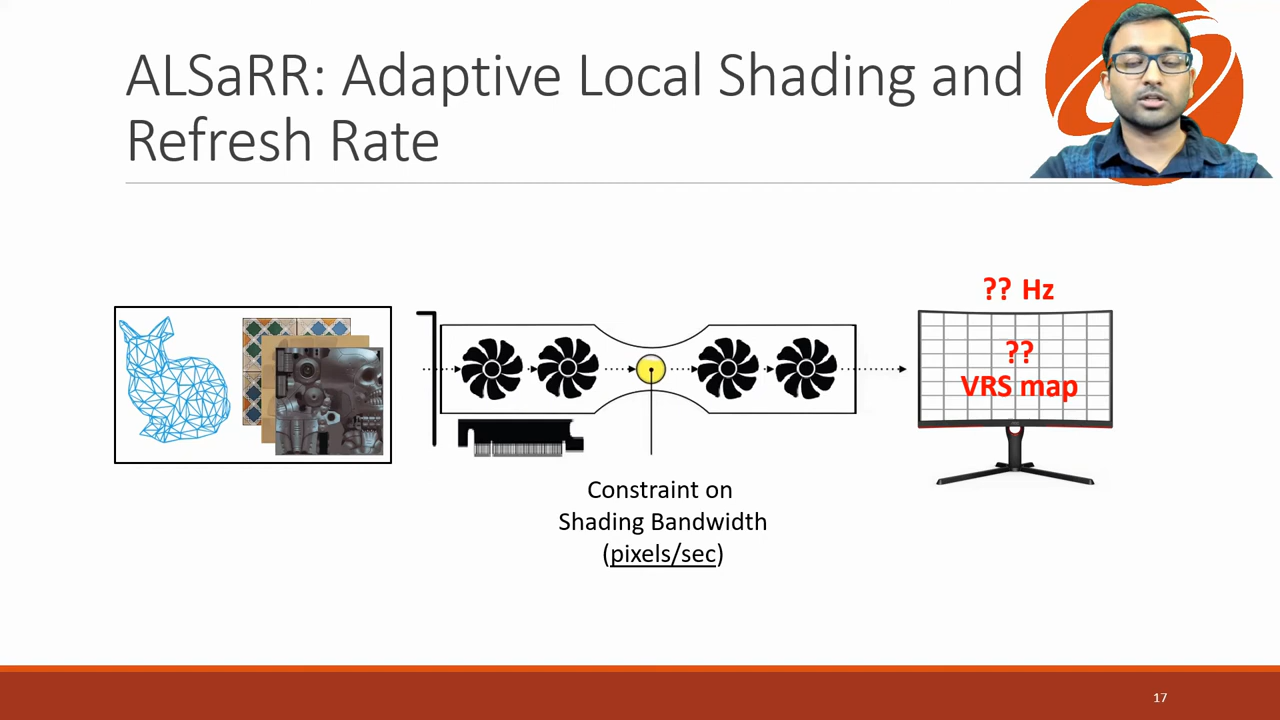 ALSaRR: Adaptive Local Shading and
Refresh Rate
?? Hz
??
VRS map
Constraint on
Shading Bandwidth
(pixels/sec)
17